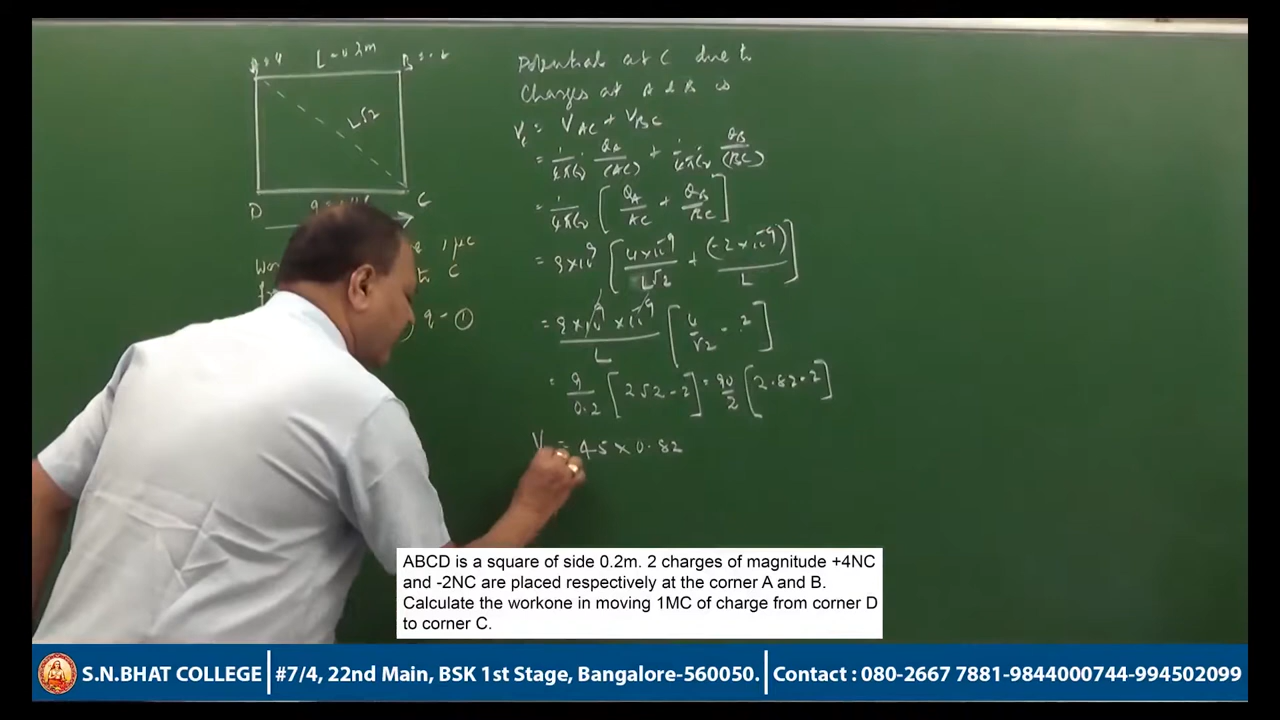 L = 0.2m
B = -2
L√2
D
C
1 μC
to C
q - ①
Potential at C due to
Charges at A & B is
V_C = V_AC + V_BC
= 1/4πε₀ · Q_A/(AC) + 1/4πε₀ · Q_B/(BC)
= 1/4πε₀ [ Q_A/AC + Q_B/BC ]
= 9×10⁹ [ 4×10⁻⁹/L√2 + (-2×10⁻⁹)/L ]
= 9×10⁹×10⁻⁹/L [ 4/√2 - 2 ]
= 9/0.2 [ 2√2 - 2 ] = 90/2 [ 2.82 - 2 ]
V = 45 × 0.82
ABCD is a square of side 0.2m. 2 charges of magnitude +4NC
and -2NC are placed respectively at the corner A and B.
Calculate the workone in moving 1MC of charge from corner D
to corner C.
S.N.BHAT COLLEGE #7/4, 22nd Main, BSK 1st Stage, Bangalore-560050. Contact : 080-2667 7881-9844000744-994502099